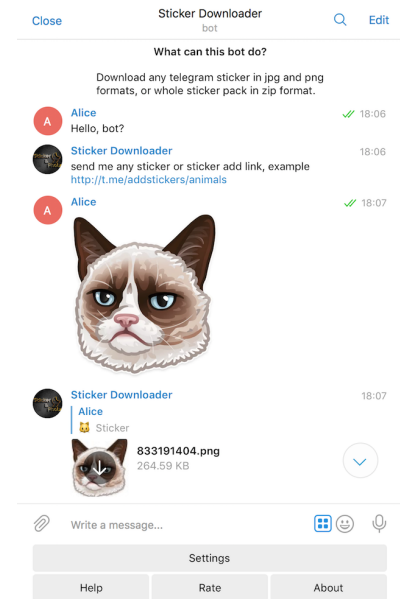 Close
Sticker Downloader
Edit
bot
What can this bot do?
Download any telegram sticker in jpg and png
formats, or whole sticker pack in zip format.
Alice
18:06
A
Hello, bot?
Sticker Downloader
18:06
send me any sticker or sticker add link, example
http://t.me/addstickers/animals
Alice
18:07
A
Sticker Downloader
18:07
Alice
Sticker
833191404.png
264.59 KB
Write a message...
Settings
Help
Rate
About